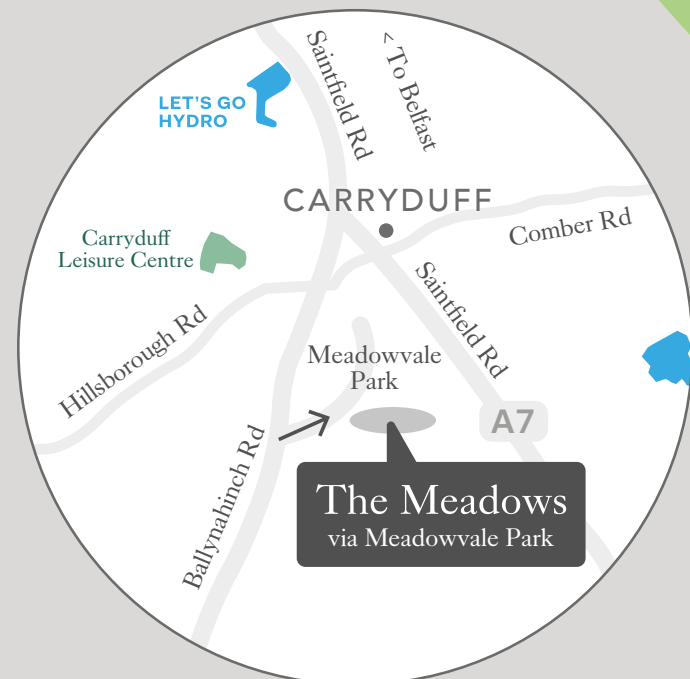 Saintfield Rd
< To Belfast
LET'S GO
HYDRO
CARRYDUFF
Comber Rd
Carryduff
Leisure Centre
Saintfield Rd
Hillsborough Rd
Meadowvale
Park
A7
Ballynahinch Rd
The Meadows
via Meadowvale Park